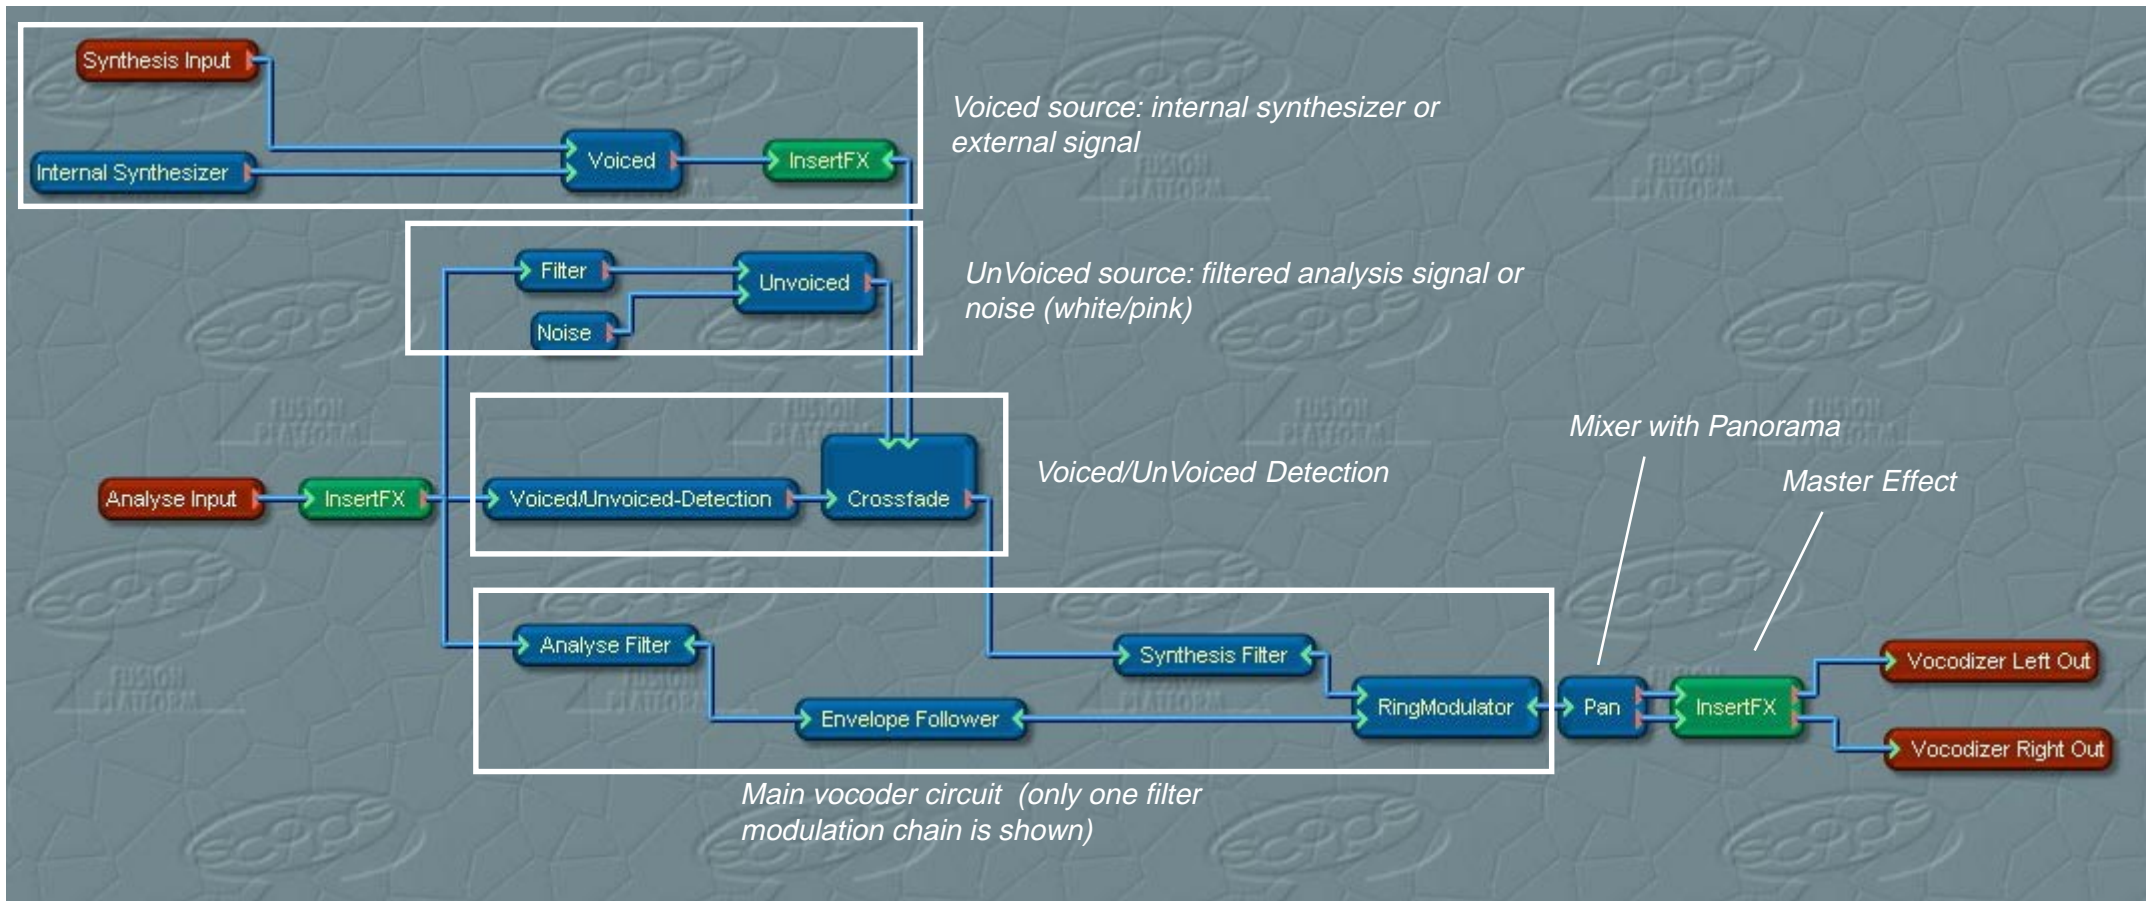 Synthesis Input
Internal Synthesizer
Voiced
InsertFX
Voiced source: internal synthesizer or
external signal
Filter
Noise
Unvoiced
UnVoiced source: filtered analysis signal or
noise (white/pink)
Analyse Input
InsertFX
Voiced/Unvoiced-Detection
Crossfade
Voiced/UnVoiced Detection
Mixer with Panorama
Master Effect
Analyse Filter
Envelope Follower
Synthesis Filter
RingModulator
Pan
InsertFX
Vocodizer Left Out
Vocodizer Right Out
Main vocoder circuit (only one filter
modulation chain is shown)
scope
FUSION
PLATFORM